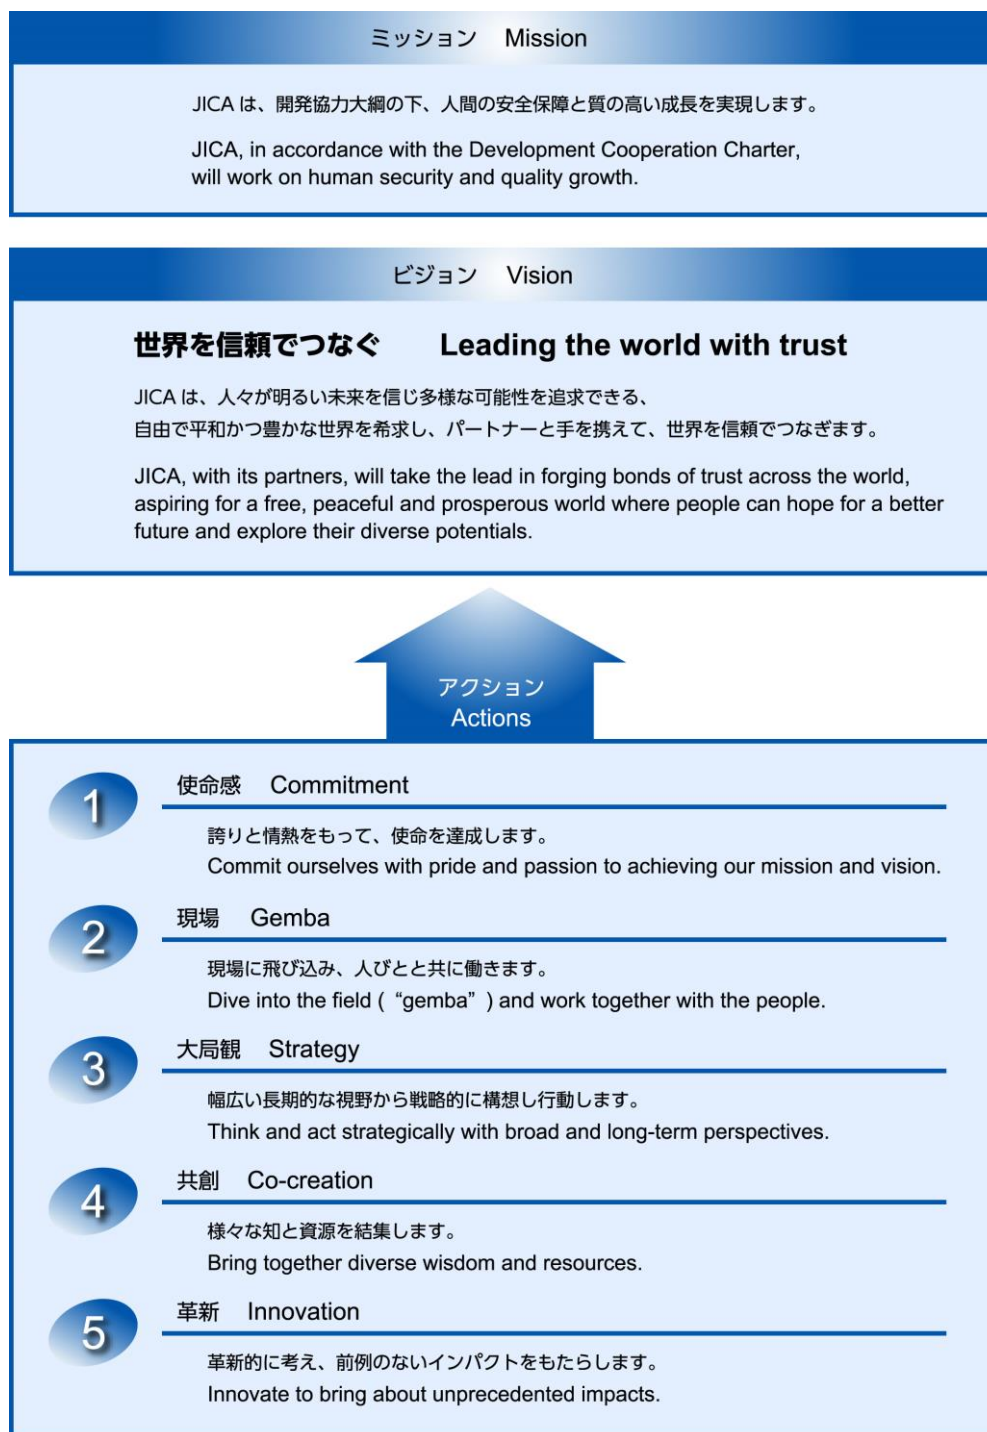 ミッション　Mission
JICA は、開発協力大綱の下、人間の安全保障と質の高い成長を実現します。
JICA, in accordance with the Development Cooperation Charter,
will work on human security and quality growth.
ビジョン　Vision
世界を信頼でつなぐ　Leading the world with trust
JICA は、人々が明るい未来を信じ多様な可能性を追求できる、
自由で平和かつ豊かな世界を希求し、パートナーと手を携えて、世界を信頼でつなぎます。
JICA, with its partners, will take the lead in forging bonds of trust across the world,
aspiring for a free, peaceful and prosperous world where people can hope for a better
future and explore their diverse potentials.
アクション
Actions
1 使命感　Commitment
誇りと情熱をもって、使命を達成します。
Commit ourselves with pride and passion to achieving our mission and vision.
2 現場　Gemba
現場に飛び込み、人びとと共に働きます。
Dive into the field ( “gemba” ) and work together with the people.
3 大局観　Strategy
幅広い長期的な視野から戦略的に構想し行動します。
Think and act strategically with broad and long-term perspectives.
4 共創　Co-creation
様々な知と資源を結集します。
Bring together diverse wisdom and resources.
5 革新　Innovation
革新的に考え、前例のないインパクトをもたらします。
Innovate to bring about unprecedented impacts.